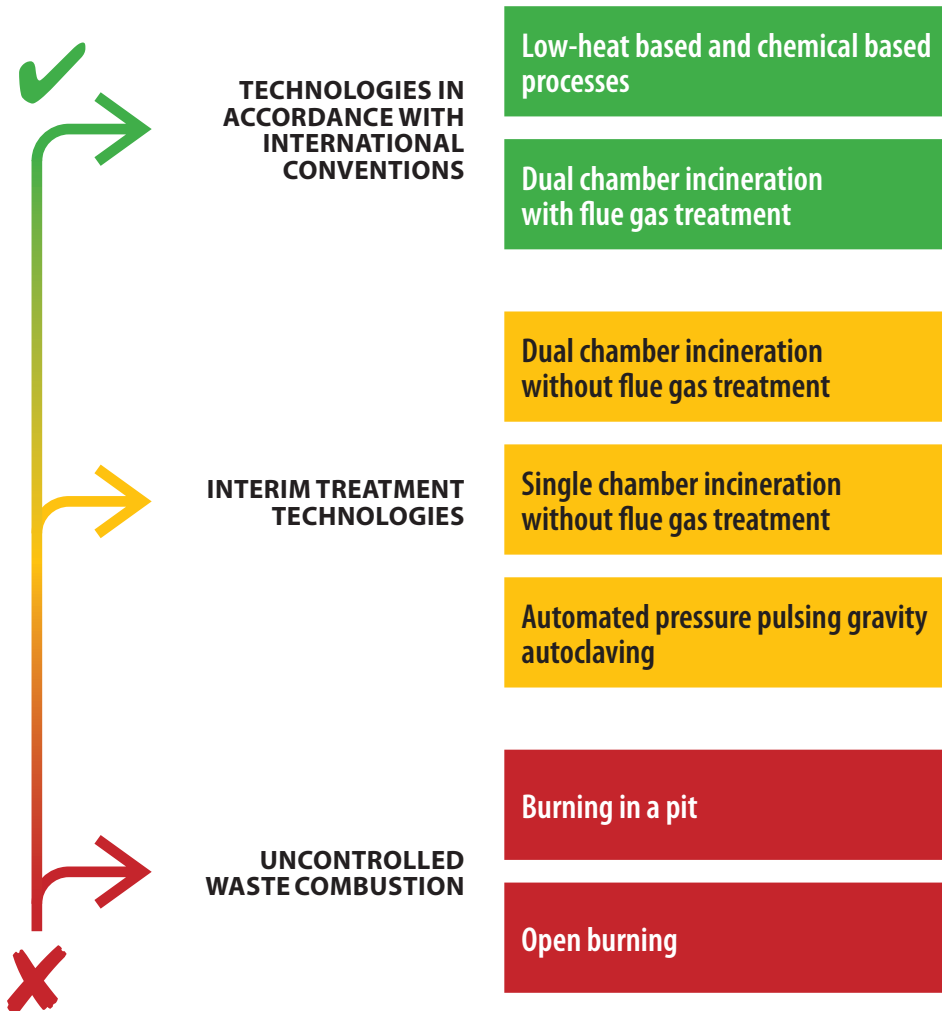 TECHNOLOGIES IN
ACCORDANCE WITH
INTERNATIONAL
CONVENTIONS
Low-heat based and chemical based
processes
Dual chamber incineration
with flue gas treatment
INTERIM TREATMENT
TECHNOLOGIES
Dual chamber incineration
without flue gas treatment
Single chamber incineration
without flue gas treatment
Automated pressure pulsing gravity
autoclaving
UNCONTROLLED
WASTE COMBUSTION
Burning in a pit
Open burning